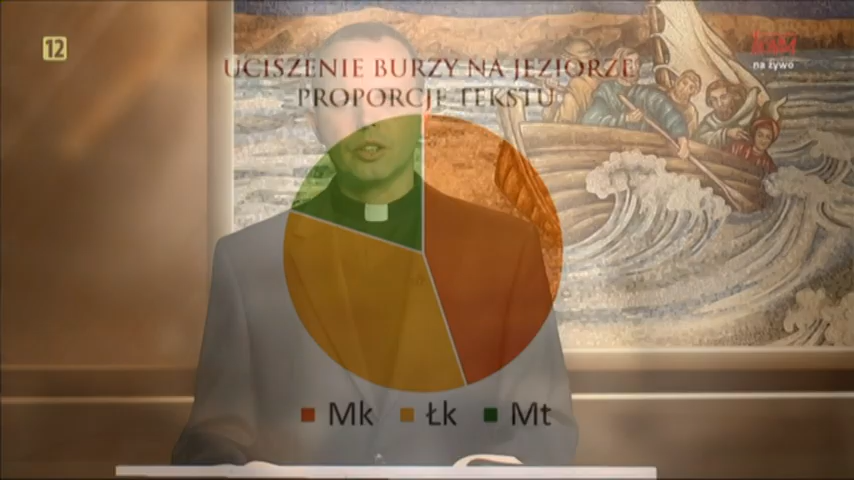 12
na żywo
UCISZENIE BURZY NA JEZIORZE
PROPORCJE TEKSTU
Mk Łk Mt